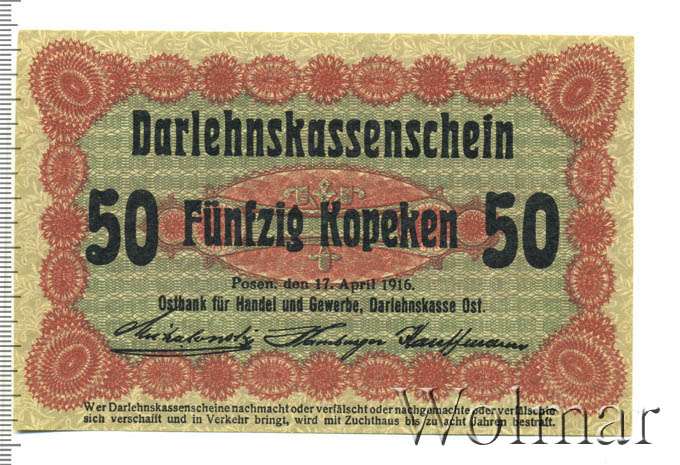 Darlehnskassenschein
50 Fünfzig Kopeken 50
Posen, den 17. April 1916.
Ostbank für Handel und Gewerbe, Darlehnskasse Ost.
Hamburger Kauffmann
Wer Darlehnskassenscheine nachmacht oder verfälscht oder nachgemachte oder verfälschte
sich verschafft und in Verkehr bringt, wird mit Zuchthaus bis zu acht Jahren bestraft.
Wolmar